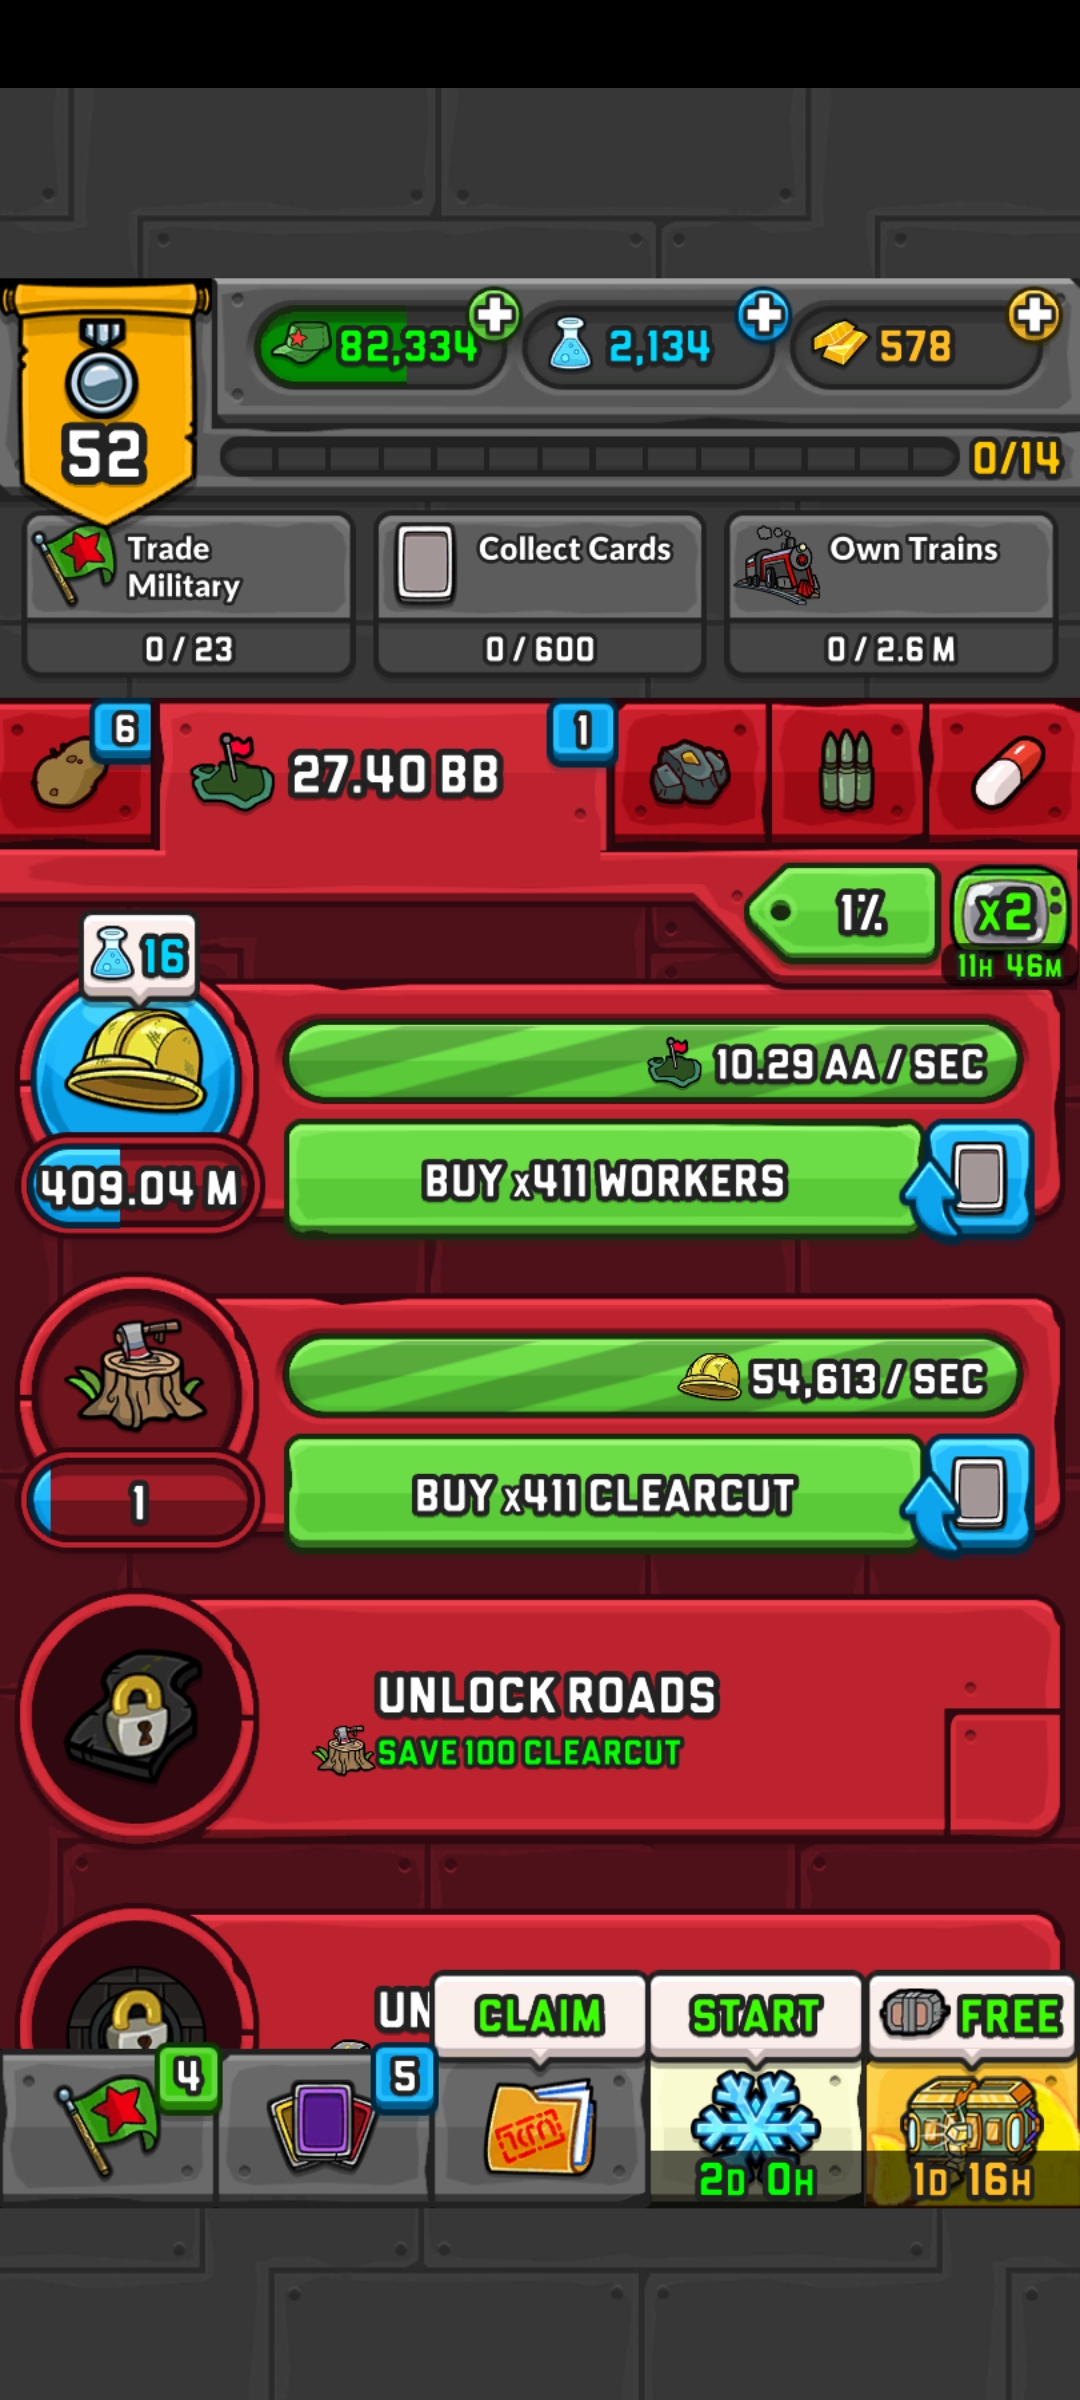 82,334
2,134
578
52
0/14
Trade
Military
Collect Cards
Own Trains
0 / 23
0 / 600
0 / 2.6 M
6
27.40 BB
1
1%
x2
11H 46M
16
10.29 AA / SEC
409.04 M
BUY x411 WORKERS
54,613 / SEC
1
BUY x411 CLEARCUT
UNLOCK ROADS
SAVE 100 CLEARCUT
UN
CLAIM
START
FREE
4
5
2D 0H
1D 16H